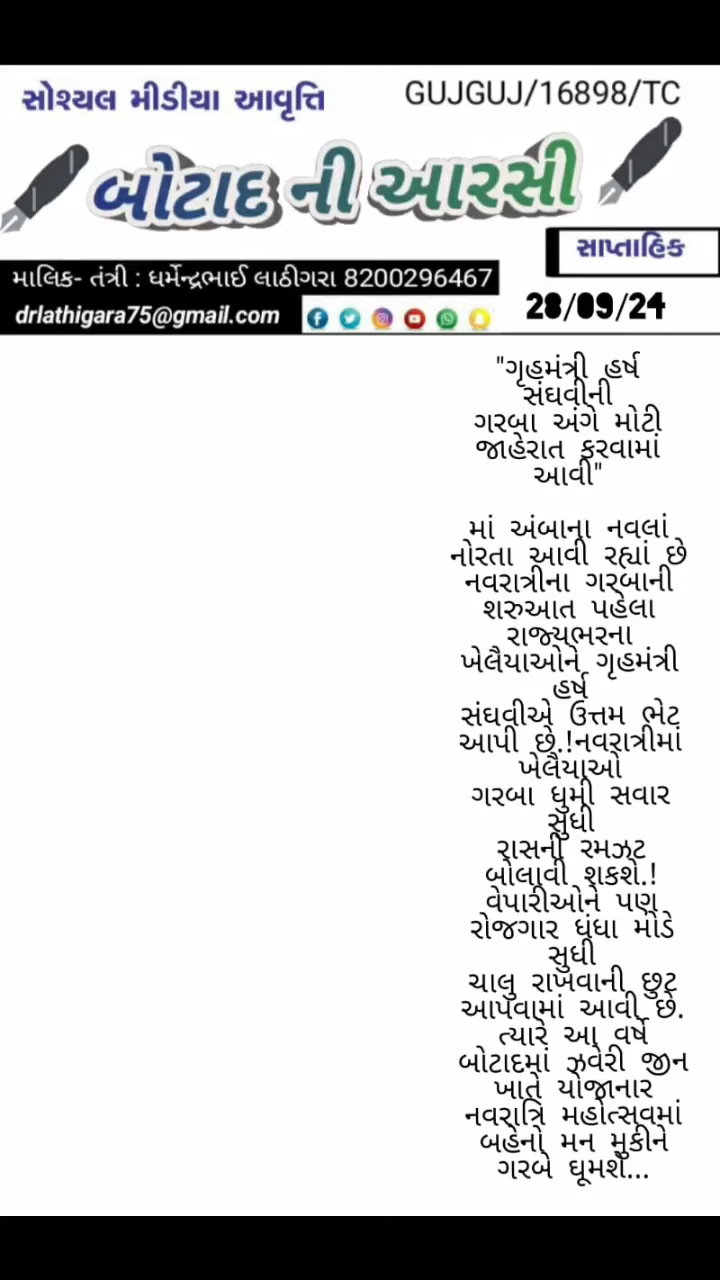 સોશ્યલ મીડીયા આવૃત્તિ
GUJGUJ/16898/TC
બોટાદ ની આરસી
સાપ્તાહિક
માલિક- તંત્રી : ધર્મેન્દ્રભાઈ લાઠીગરા 8200296467
drlathigara75@gmail.com
28/09/24
"ગૃહમંત્રી હર્ષ
સંઘવીની
ગરબા અંગે મોટી
જાહેરાત કરવામાં
આવી"
માં અંબાના નવલાં
નોરતા આવી રહ્યાં છે
નવરાત્રીના ગરબાની
શરુઆત પહેલા
રાજ્યભરના
ખેલૈયાઓને ગૃહમંત્રી
હર્ષ
સંઘવીએ ઉત્તમ ભેટ
આપી છે.!નવરાત્રીમાં
ખેલૈયાઓ
ગરબા ધુમી સવાર
સુધી
રાસની રમઝટ
બોલાવી શકશે.!
વેપારીઓને પણ
રોજગાર ધંધા મોડે
સુધી
ચાલુ રાખવાની છુટ
આપવામાં આવી છે.
ત્યારે આ વર્ષે
બોટાદમાં ઝવેરી જીન
ખાતે યોજાનાર
નવરાત્રિ મહોત્સવમાં
બહેનો મન મુકીને
ગરબે ઘૂમશે...